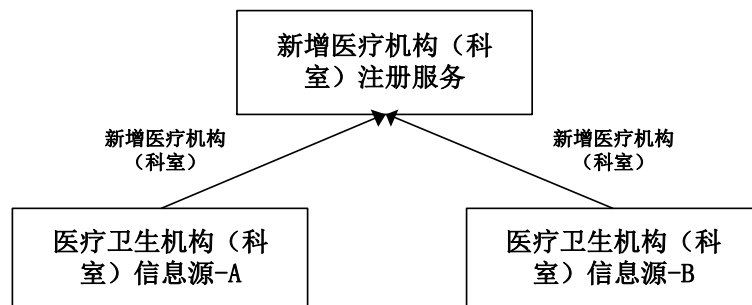 新增医疗机构（科
室）注册服务
新增医疗机构
（科室）
新增医疗机构
（科室）
医疗卫生机构（科
室）信息源-A
医疗卫生机构（科
室）信息源-B